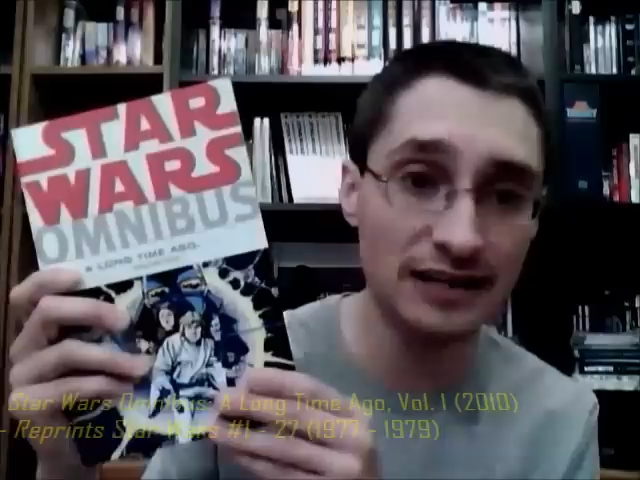 STAR
WARS
OMNIBUS
A LONG TIME AGO.
Star Wars Omnibus: A Long Time Ago, Vol. 1 (2010)
- Reprints Star Wars #1 - 27 (1977 - 1979)